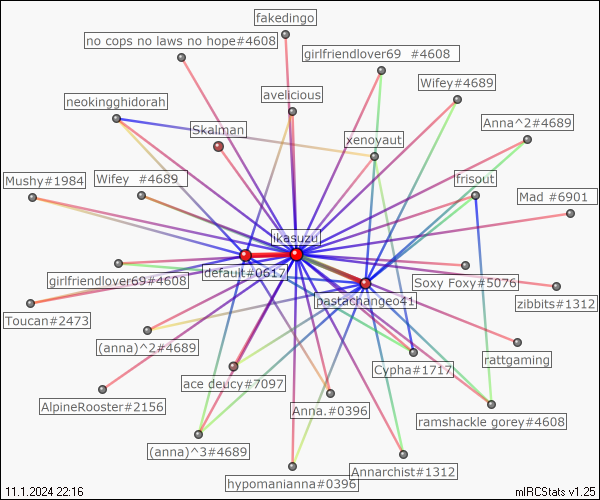 fakedingo
no cops no laws no hope#4608
girlfriendlover69 #4608
Wifey#4689
avelicious
neokingghidorah
Anna^2#4689
Skalman
xenoyaut
Mushy#1984
Wifey #4689
frisout
Mad #6901
ikasuzu
default#0617
girlfriendlover69#4608
Soxy Foxy#5076
pastachangeo41
zibbits#1312
Toucan#2473
(anna)^2#4689
rattgaming
Cypha#1717
ace deucy#7097
AlpineRooster#2156
Anna.#0396
ramshackle gorey#4608
(anna)^3#4689
Annarchist#1312
hypomanianna#0396
11.1.2024 22:16
mIRCStats v1.25